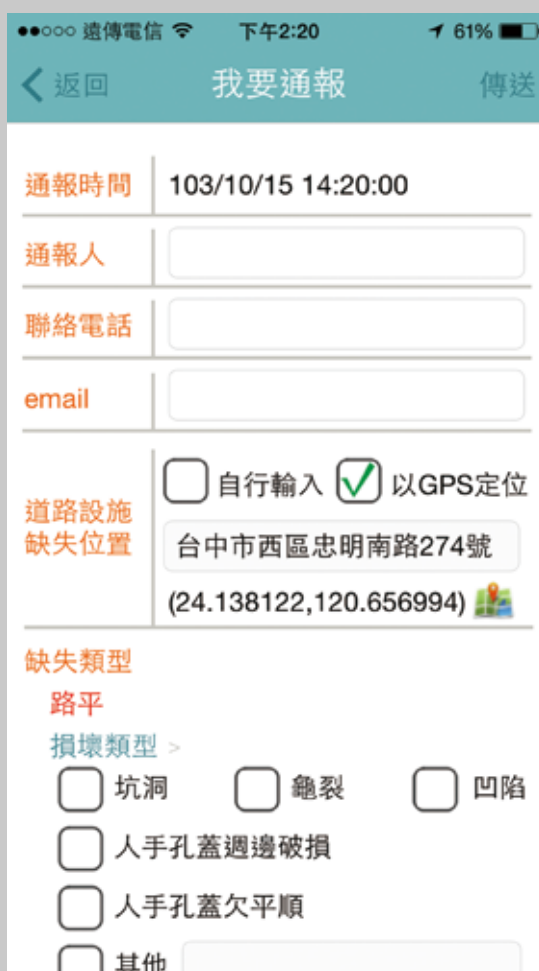 遠傳電信 下午2:20 61%
返回 我要通報 傳送
通報時間 103/10/15 14:20:00
通報人
聯絡電話
email
道路設施
缺失位置
自行輸入 以GPS定位
台中市西區忠明南路274號
(24.138122,120.656994)
缺失類型
路平
損壞類型 >
坑洞 龜裂 凹陷
人手孔蓋週邊破損
人手孔蓋欠平順
其他